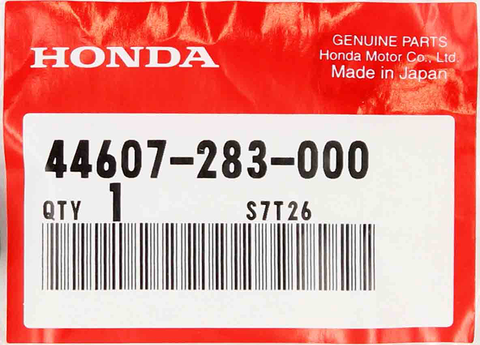 HONDA
GENUINE PARTS
Honda Motor Co., Ltd.
Made in Japan
44607-283-000
QTY 1 S7T26